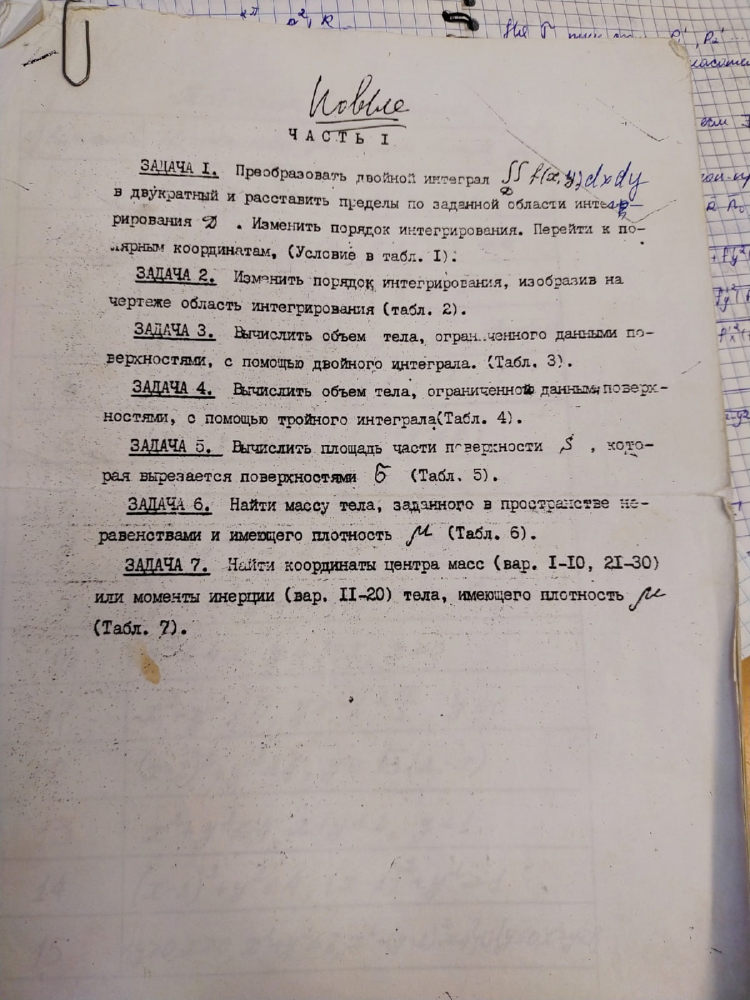 Новые
ЧАСТЬ I
ЗАДАЧА I. Преобразовать двойной интеграл ∬ f(x,y)dxdy
в двукратный и расставить пределы по заданной области интег-
рирования D . Изменить порядок интегрирования. Перейти к по-
лярным координатам, (Условие в табл. I).
ЗАДАЧА 2. Изменить порядок интегрирования, изобразив на
чертеже область интегрирования (табл. 2).
ЗАДАЧА 3. Вычислить объем тела, ограниченного данными по-
верхностями, с помощью двойного интеграла. (Табл. 3).
ЗАДАЧА 4. Вычислить объем тела, ограниченного данными поверх-
ностями, с помощью тройного интеграла(Табл. 4).
ЗАДАЧА 5. Вычислить площадь части поверхности S , кото-
рая вырезается поверхностями б (Табл. 5).
ЗАДАЧА 6. Найти массу тела, заданного в пространстве не-
равенствами и имеющего плотность μ (Табл. 6).
ЗАДАЧА 7. Найти координаты центра масс (вар. I-I0, 2I-30)
или моменты инерции (вар. II-20) тела, имеющего плотность μ
(Табл. 7).